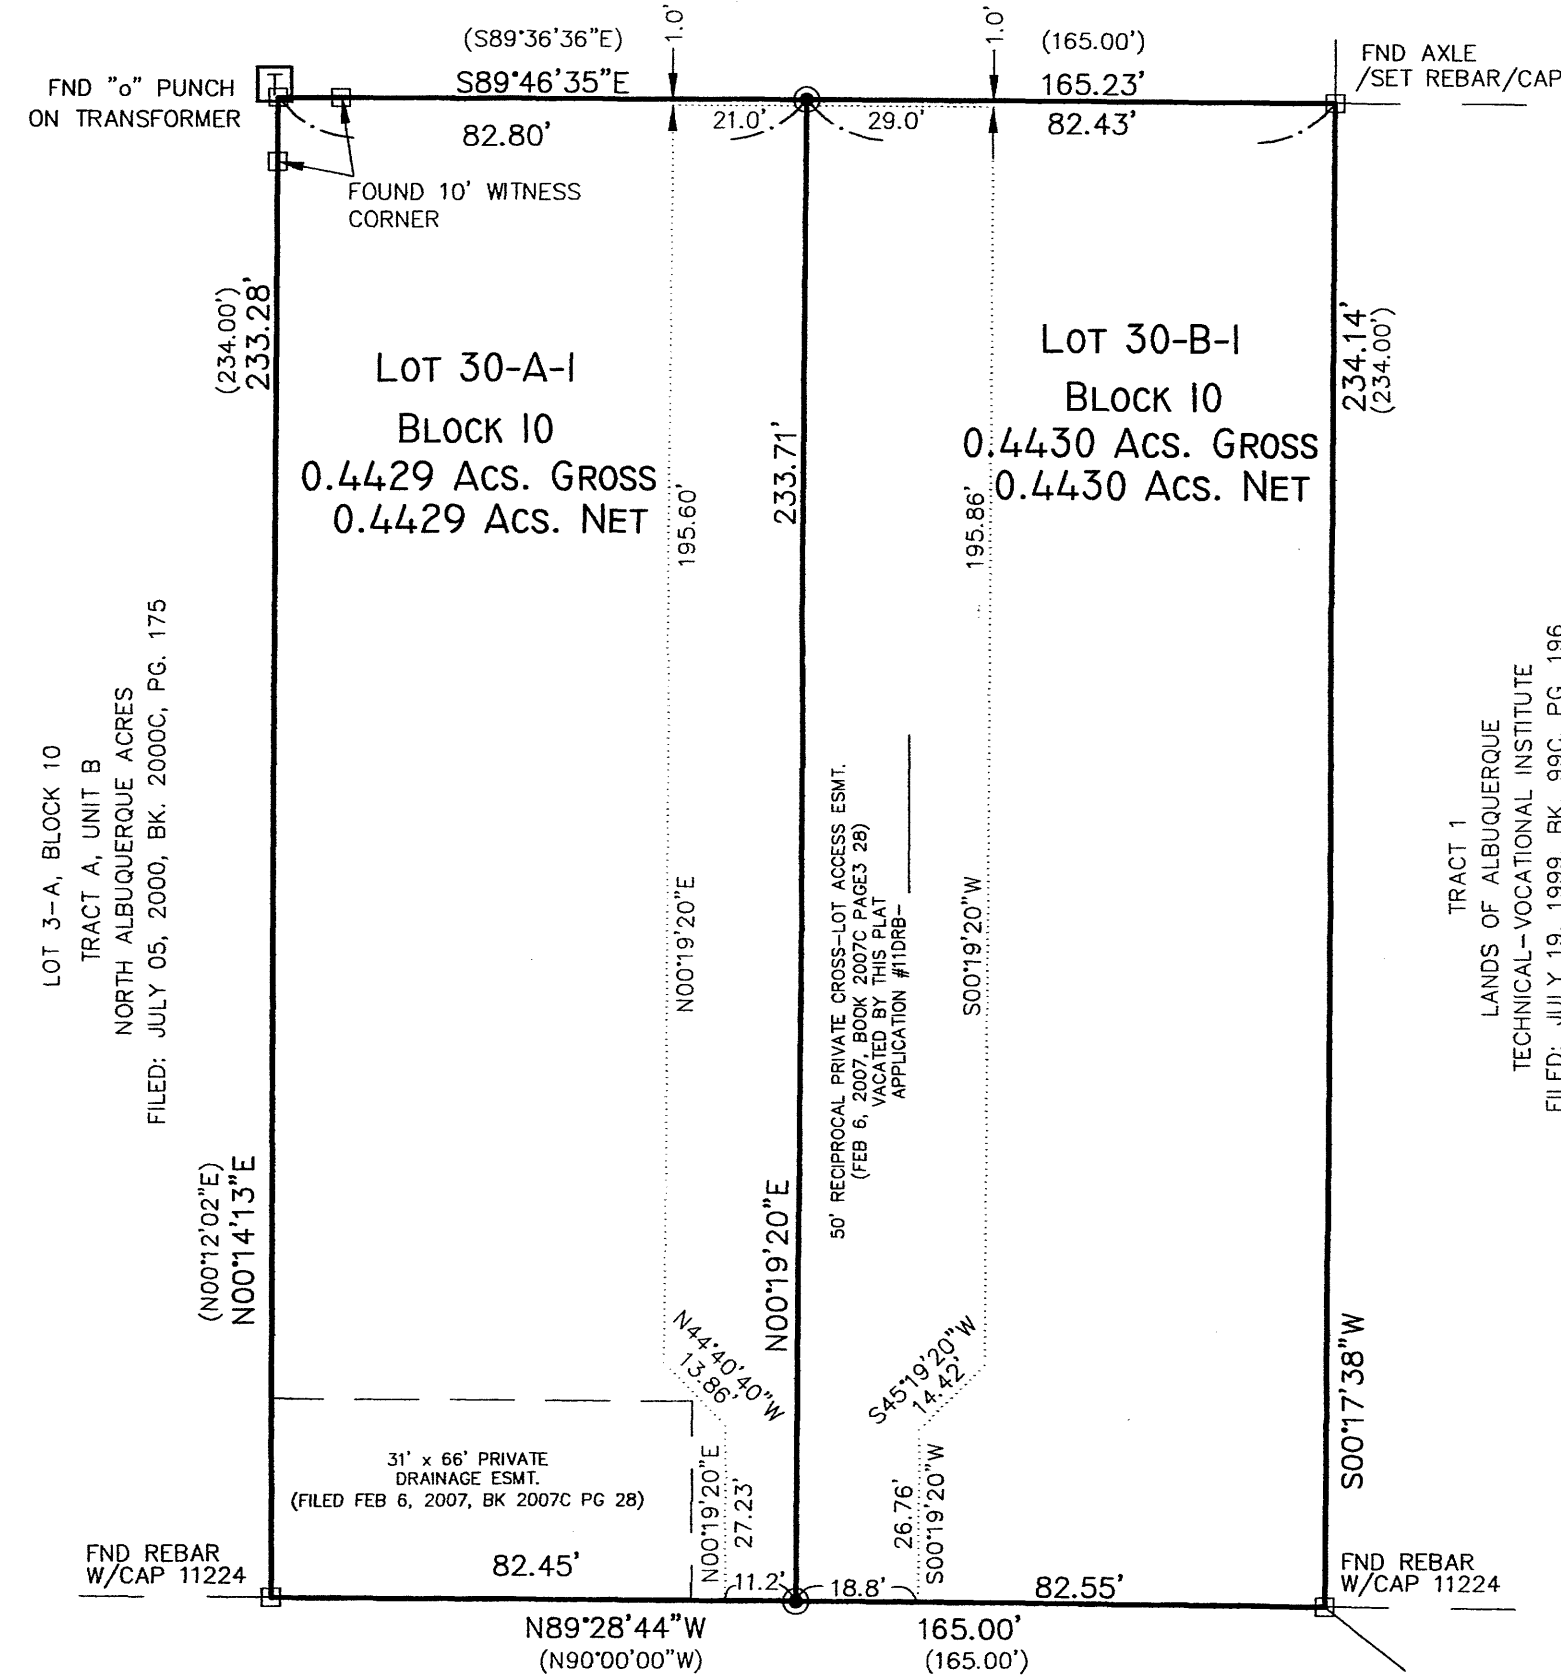 (S89°36'36"E)
1.0'
1.0'
(165.00')
FND AXLE
/SET REBAR/CAP
FND "o" PUNCH
ON TRANSFORMER
T
S89°46'35"E
165.23'
82.80'
21.0'
29.0'
82.43'
FOUND 10' WITNESS
CORNER
(234.00')
233.28'
LOT 30-A-1
BLOCK 10
0.4429 ACS. GROSS
0.4429 ACS. NET
195.60'
233.71'
195.86'
LOT 30-B-1
BLOCK 10
0.4430 ACS. GROSS
0.4430 ACS. NET
234.14'
(234.00')
LOT 3-A, BLOCK 10
TRACT A, UNIT B
NORTH ALBUQUERQUE ACRES
FILED: JULY 05, 2000, BK. 2000C, PG. 175
N00°19'20"E
50' RECIPROCAL PRIVATE CROSS-LOT ACCESS ESMT.
(FEB 6, 2007, BOOK 2007C PAGE3 28)
VACATED BY THIS PLAT
APPLICATION #11DRB-
S00°19'20"W
TRACT 1
LANDS OF ALBUQUERQUE
TECHNICAL-VOCATIONAL INSTITUTE
FILED: JULY 19, 1999, BK. 99C, PG. 196
(N00°12'02"E)
N00°14'13"E
N00°19'20"E
N44°40'40"W
13.86'
S45°19'20"W
14.42'
S00°17'38"W
31' x 66' PRIVATE
DRAINAGE ESMT.
(FILED FEB 6, 2007, BK 2007C PG 28)
N00°19'20"E
27.23'
26.76'
S00°19'20"W
FND REBAR
W/CAP 11224
82.45'
11.2'
18.8'
82.55'
FND REBAR
W/CAP 11224
N89°28'44"W
(N90°00'00"W)
165.00'
(165.00')